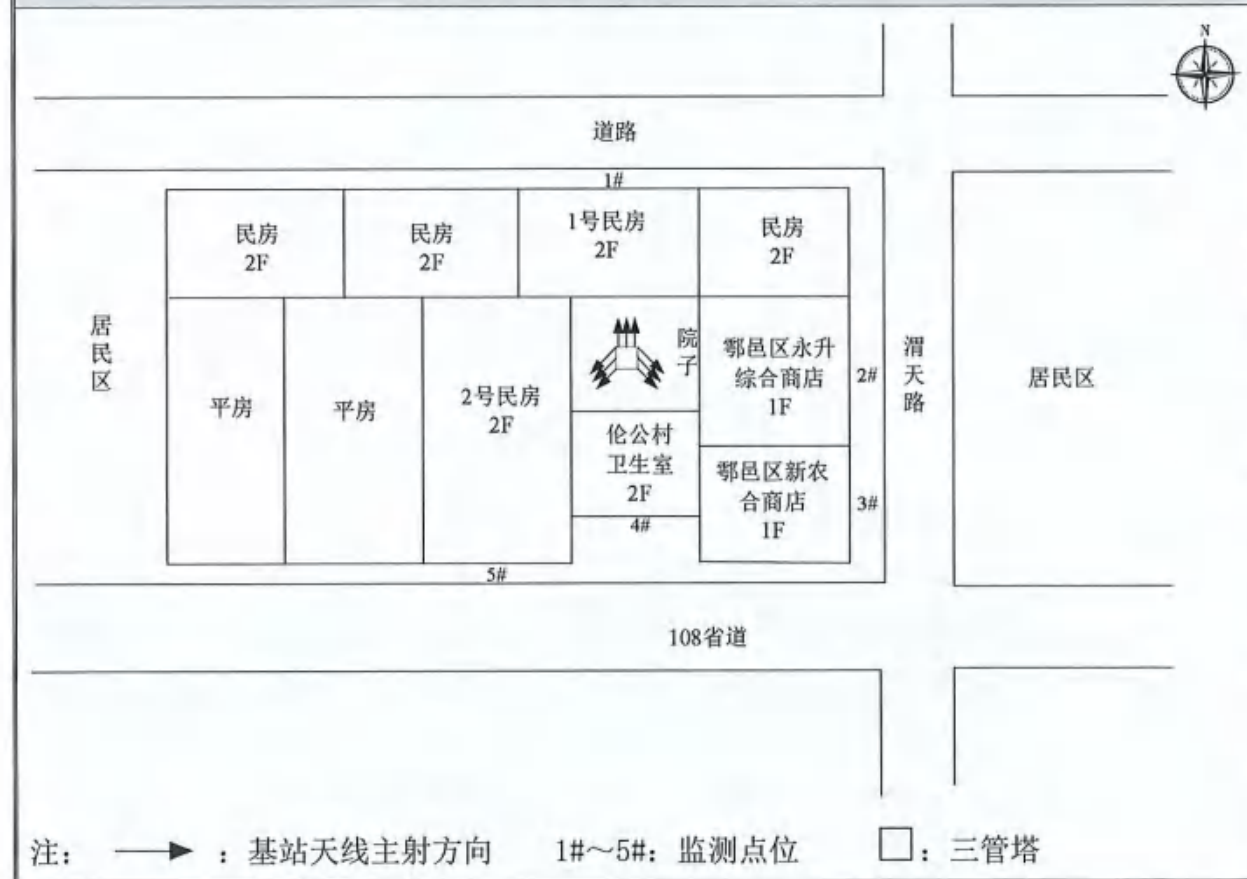 N
道路
1#
民房
2F
民房
2F
1号民房
2F
民房
2F
居民区
平房
平房
2号民房
2F
院子
鄠邑区永升
综合商店
1F
2#
渭天路
居民区
伦公村
卫生室
2F
4#
鄠邑区新农
合商店
1F
3#
5#
108省道
注: : 基站天线主射方向 1#～5#: 监测点位 : 三管塔